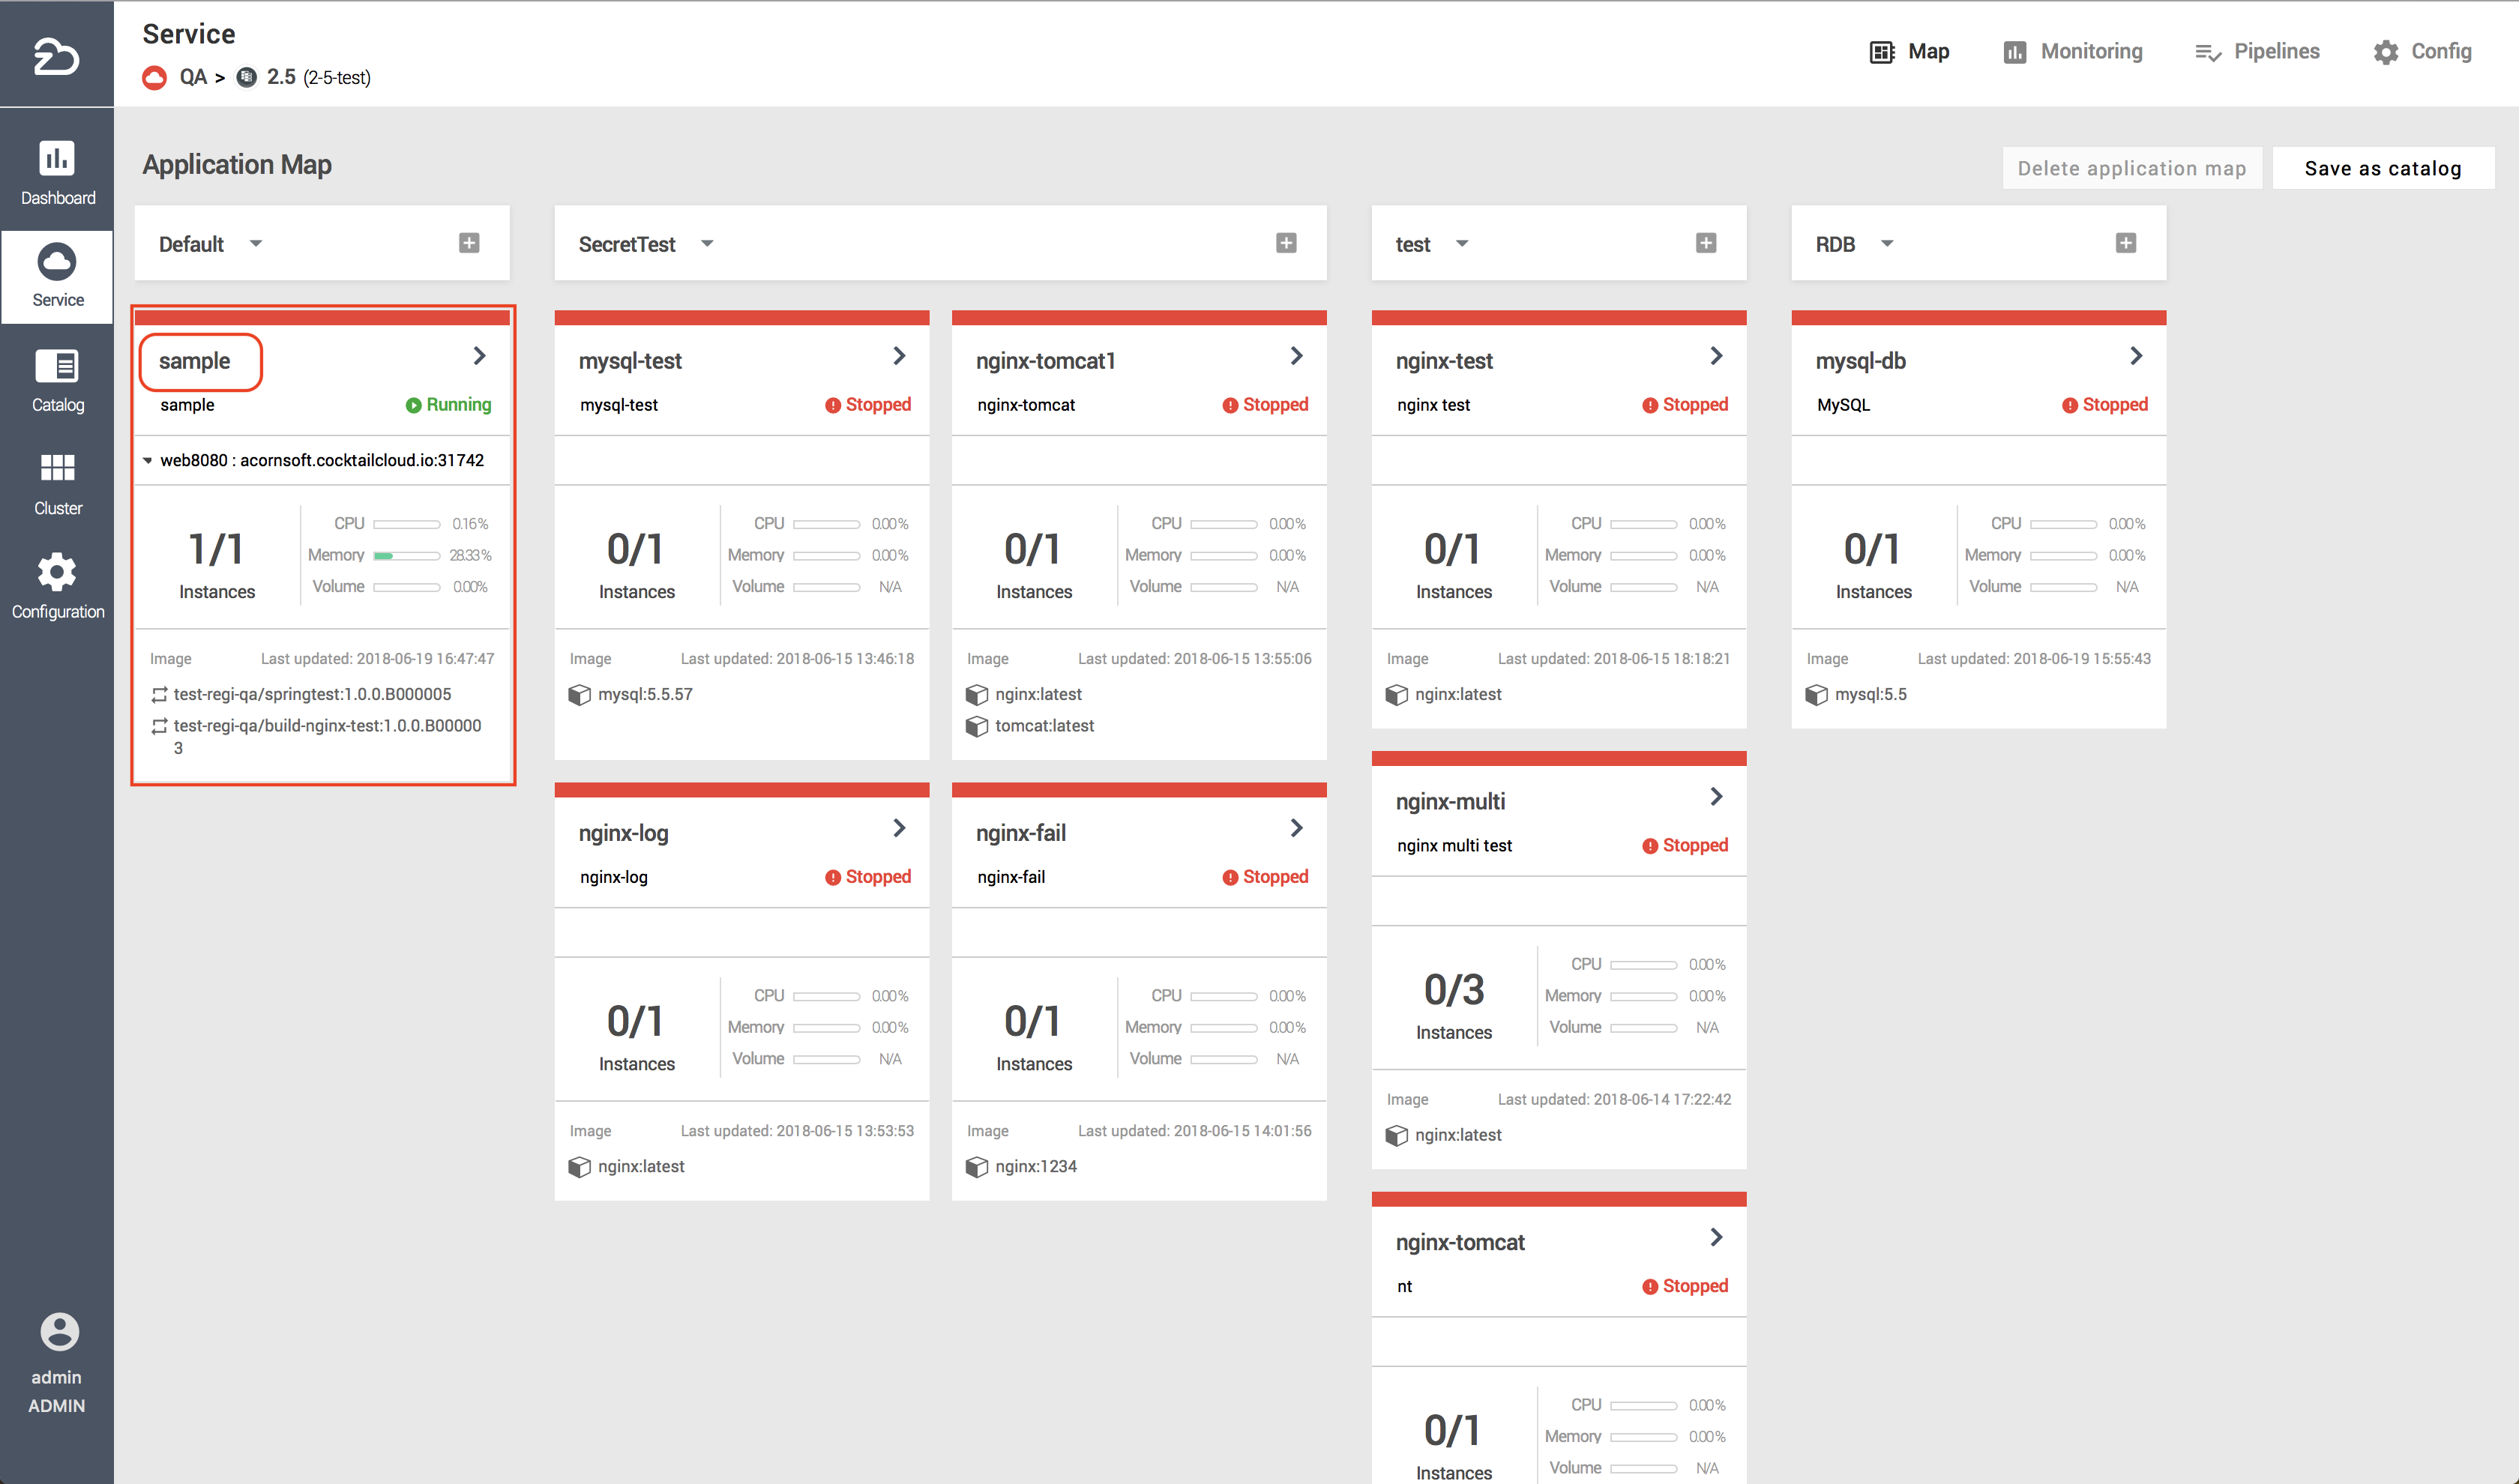 Service
QA > 2.5 (2-5-test)
Map
Monitoring
Pipelines
Config
Dashboard
Service
Catalog
Cluster
Configuration
admin
ADMIN
Application Map
Delete application map
Save as catalog
Default
sample
sample
Running
web8080 : acornsoft.cocktailcloud.io:31742
1/1
Instances
CPU 0.16%
Memory 28.33%
Volume 0.00%
Image Last updated: 2018-06-19 16:47:47
test-regi-qa/springtest:1.0.0.B000005
test-regi-qa/build-nginx-test:1.0.0.B00000
3
SecretTest
mysql-test
mysql-test Stopped
0/1
Instances
CPU 0.00%
Memory 0.00%
Volume N/A
Image Last updated: 2018-06-15 13:46:18
mysql:5.5.57
nginx-tomcat1
nginx-tomcat Stopped
0/1
Instances
CPU 0.00%
Memory 0.00%
Volume N/A
Image Last updated: 2018-06-15 13:55:06
nginx:latest
tomcat:latest
nginx-log
nginx-log Stopped
0/1
Instances
CPU 0.00%
Memory 0.00%
Volume N/A
Image Last updated: 2018-06-15 13:53:53
nginx:latest
nginx-fail
nginx-fail Stopped
0/1
Instances
CPU 0.00%
Memory 0.00%
Volume N/A
Image Last updated: 2018-06-15 14:01:56
nginx:1234
test
nginx-test
nginx test Stopped
0/1
Instances
CPU 0.00%
Memory 0.00%
Volume N/A
Image Last updated: 2018-06-15 18:18:21
nginx:latest
nginx-multi
nginx multi test Stopped
0/3
Instances
CPU 0.00%
Memory 0.00%
Volume N/A
Image Last updated: 2018-06-14 17:22:42
nginx:latest
nginx-tomcat
nt Stopped
0/1
Instances
CPU 0.00%
Memory 0.00%
Volume N/A
RDB
mysql-db
MySQL Stopped
0/1
Instances
CPU 0.00%
Memory 0.00%
Volume N/A
Image Last updated: 2018-06-19 15:55:43
mysql:5.5